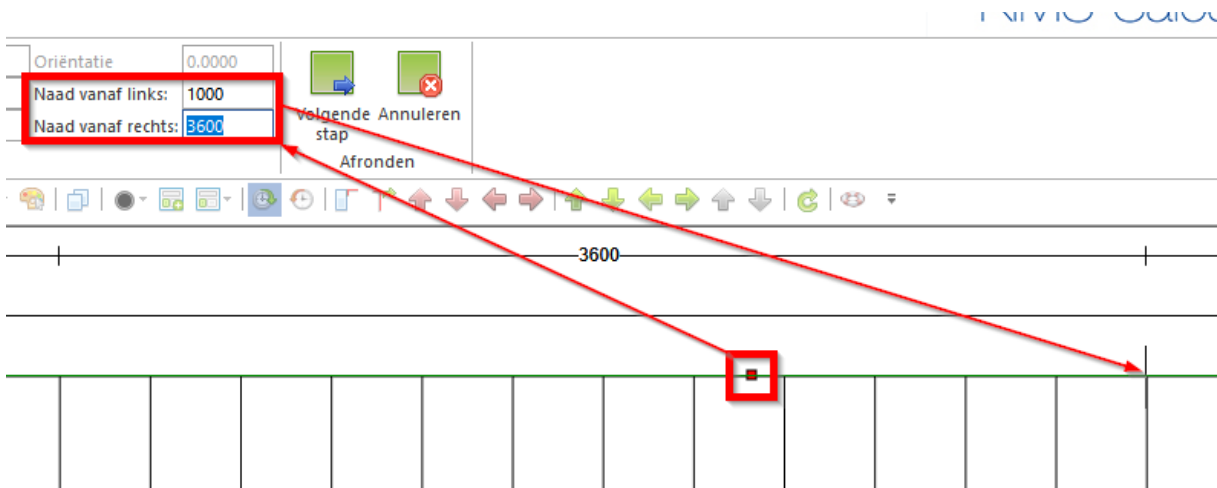 Oriëntatie 0.0000
Naad vanaf links: 1000
Naad vanaf rechts: 3600
Volgende stap
Annuleren
Afronden
3600